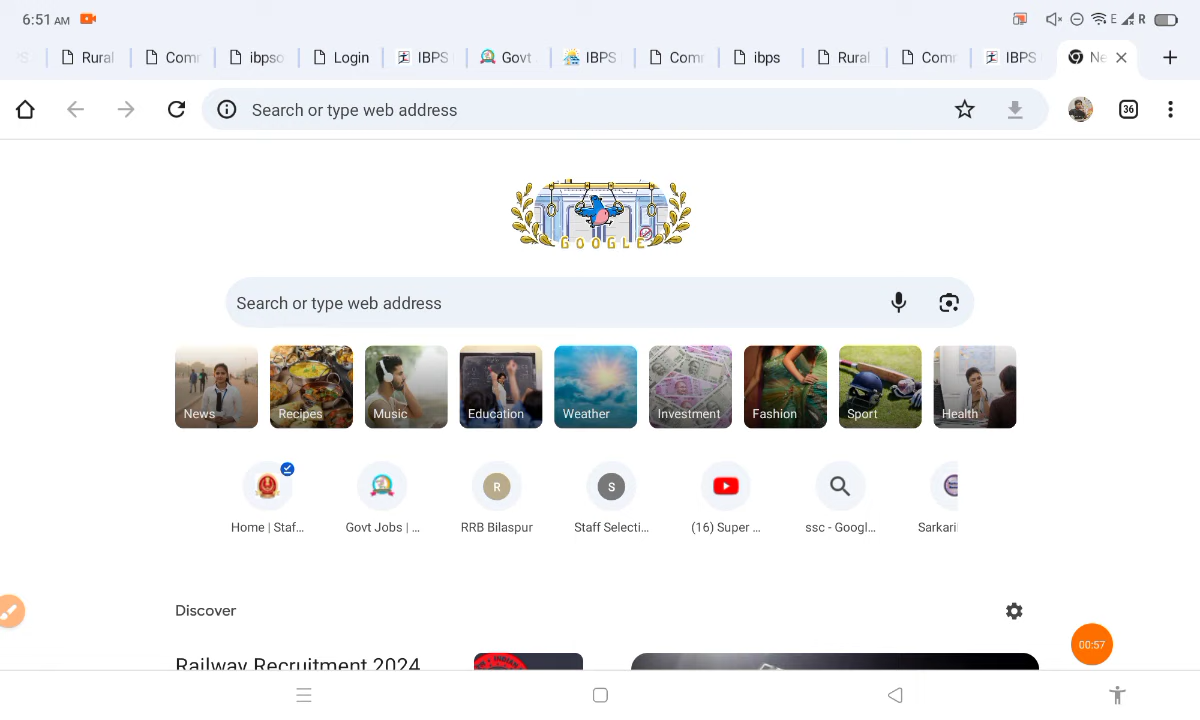 6:51 AM
E R
Rural
Comr
ibpso
Login
IBPS
Govt
IBPS
Comr
ibps
Rural
Comr
IBPS
Ne
Search or type web address
36
GOOGLE
Search or type web address
News
Recipes
Music
Education
Weather
Investment
Fashion
Sport
Health
R
S
Home | Staf...
Govt Jobs | ...
RRB Bilaspur
Staff Selecti...
(16) Super ...
ssc - Googl...
Sarkari
Discover
00:57
Railway Recruitment 2024